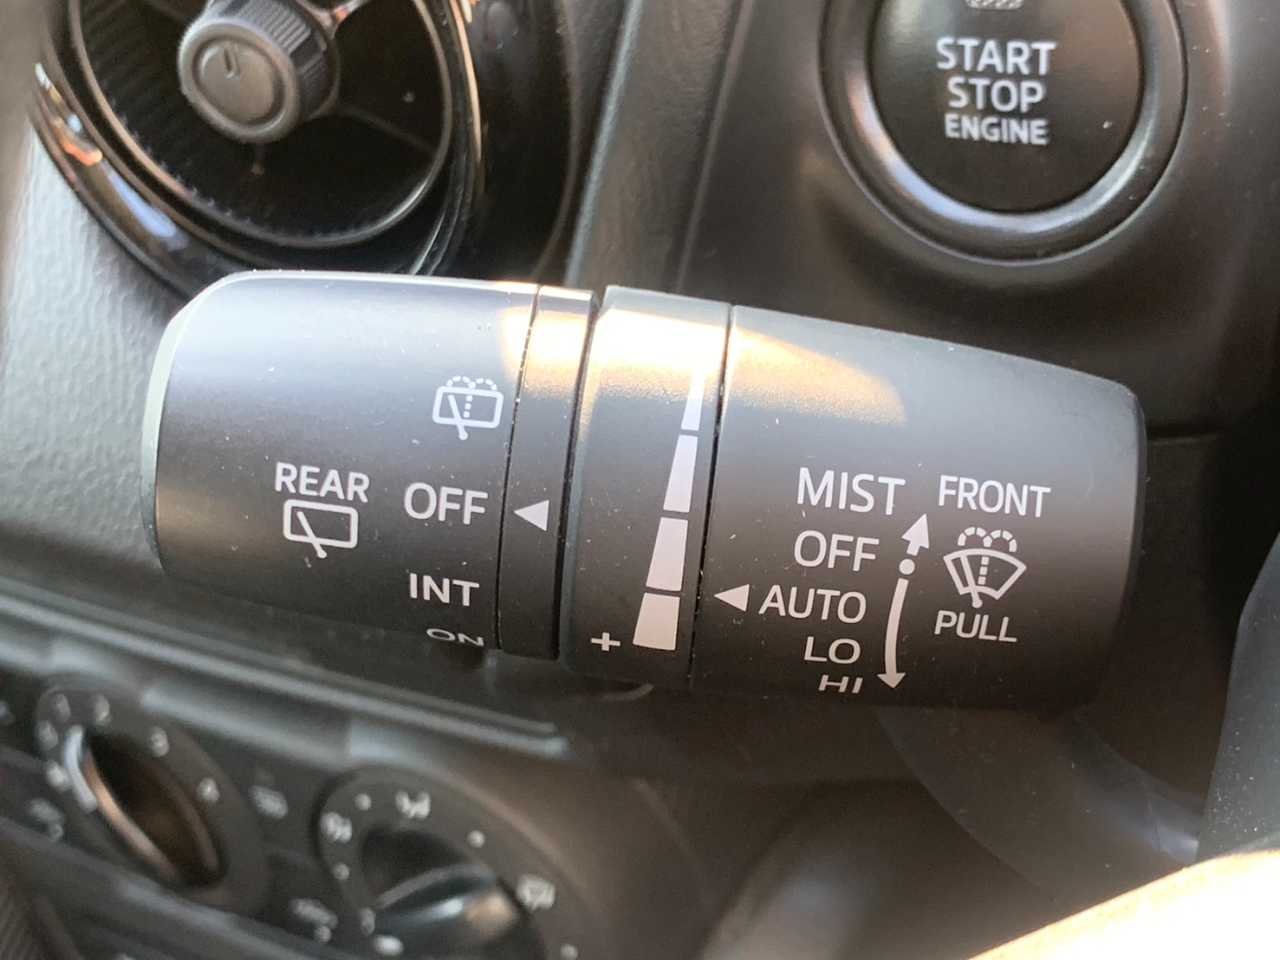 START
STOP
ENGINE
REAR
OFF
INT
ON
+
MIST
OFF
AUTO
LO
HI
FRONT
PULL